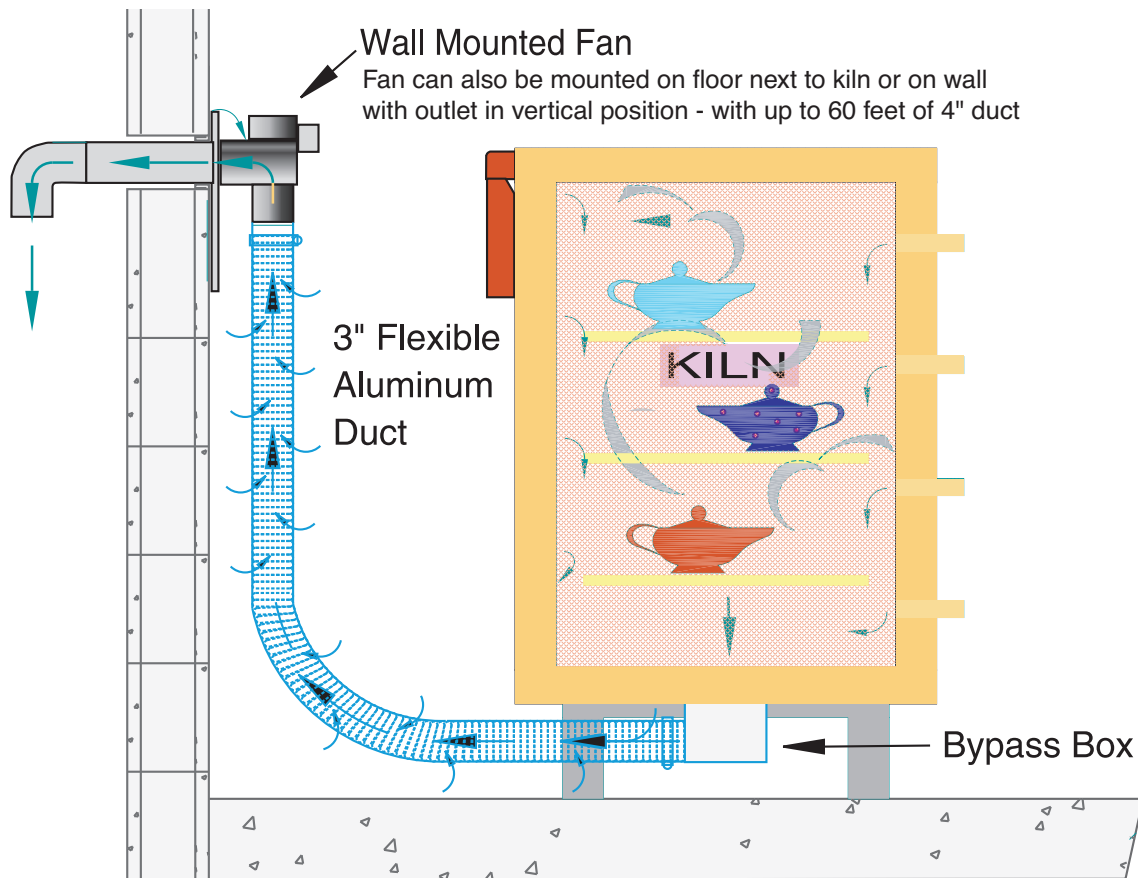 Wall Mounted Fan
Fan can also be mounted on floor next to kiln or on wall
with outlet in vertical position - with up to 60 feet of 4" duct
3" Flexible
Aluminum
Duct
KILN
Bypass Box